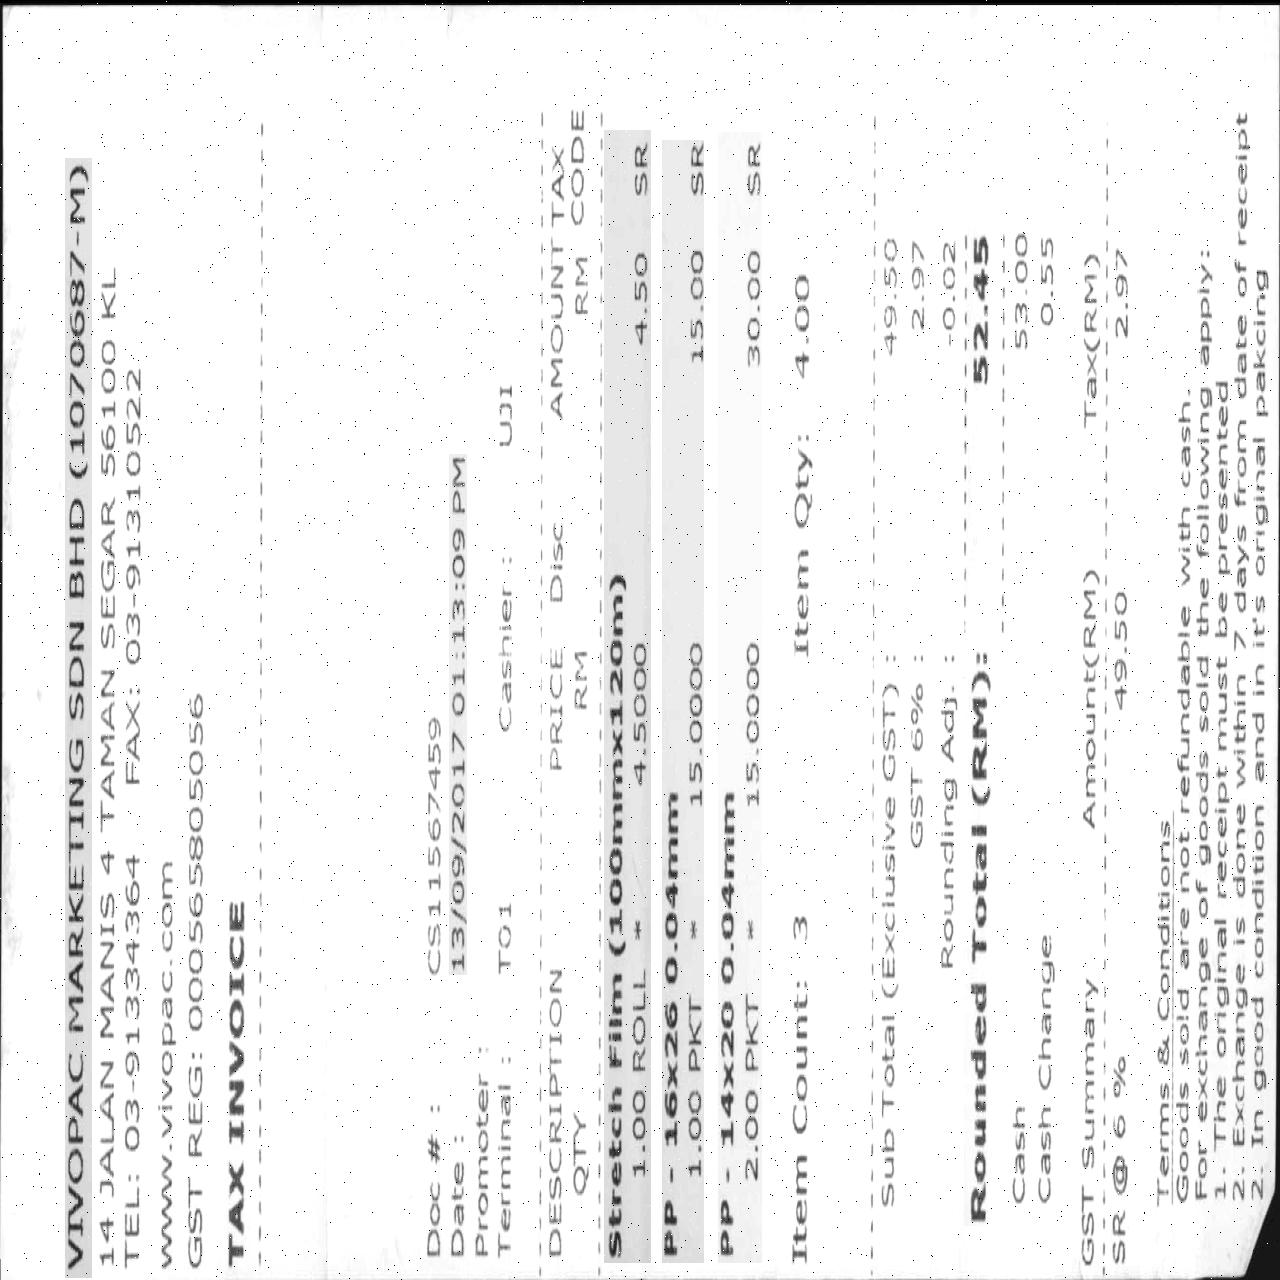 VIVOPAC MARKETING SDN BHD (1070687-M)
14 JALAN MANIS 4 TAMAN SEGAR 56100 KL
TEL: 03-91334364 FAX: 03-91310522
www.vivopac.com
GST REG: 000565805056
TAX INVOICE
Doc # : CS11567459
Date : 13/09/2017 01:13:09 PM
Promoter :
Terminal : T01 Cashier : UJI
DESCRIPTION PRICE Disc AMOUNT TAX
QTY RM RM CODE
Stretch Film (100mmx120m)
1.00 ROLL * 4.5000 4.50 SR
PP - 16x26 0.04mm
1.00 PKT * 15.0000 15.00 SR
PP - 14x20 0.04mm
2.00 PKT * 15.0000 30.00 SR
Item Count: 3 Item Qty: 4.00
Sub Total (Exclusive GST) : 49.50
GST 6% : 2.97
Rounding Adj. : -0.02
Rounded Total (RM): 52.45
Cash 53.00
Cash Change 0.55
GST Summary Amount(RM) Tax(RM)
SR @ 6 % 49.50 2.97
Terms & Conditions
Goods sold are not refundable with cash.
For exchange of goods sold the following apply:
1. The original receipt must be presented
2. Exchange is done within 7 days from date of receipt
2. In good condition and in it's original pakcing